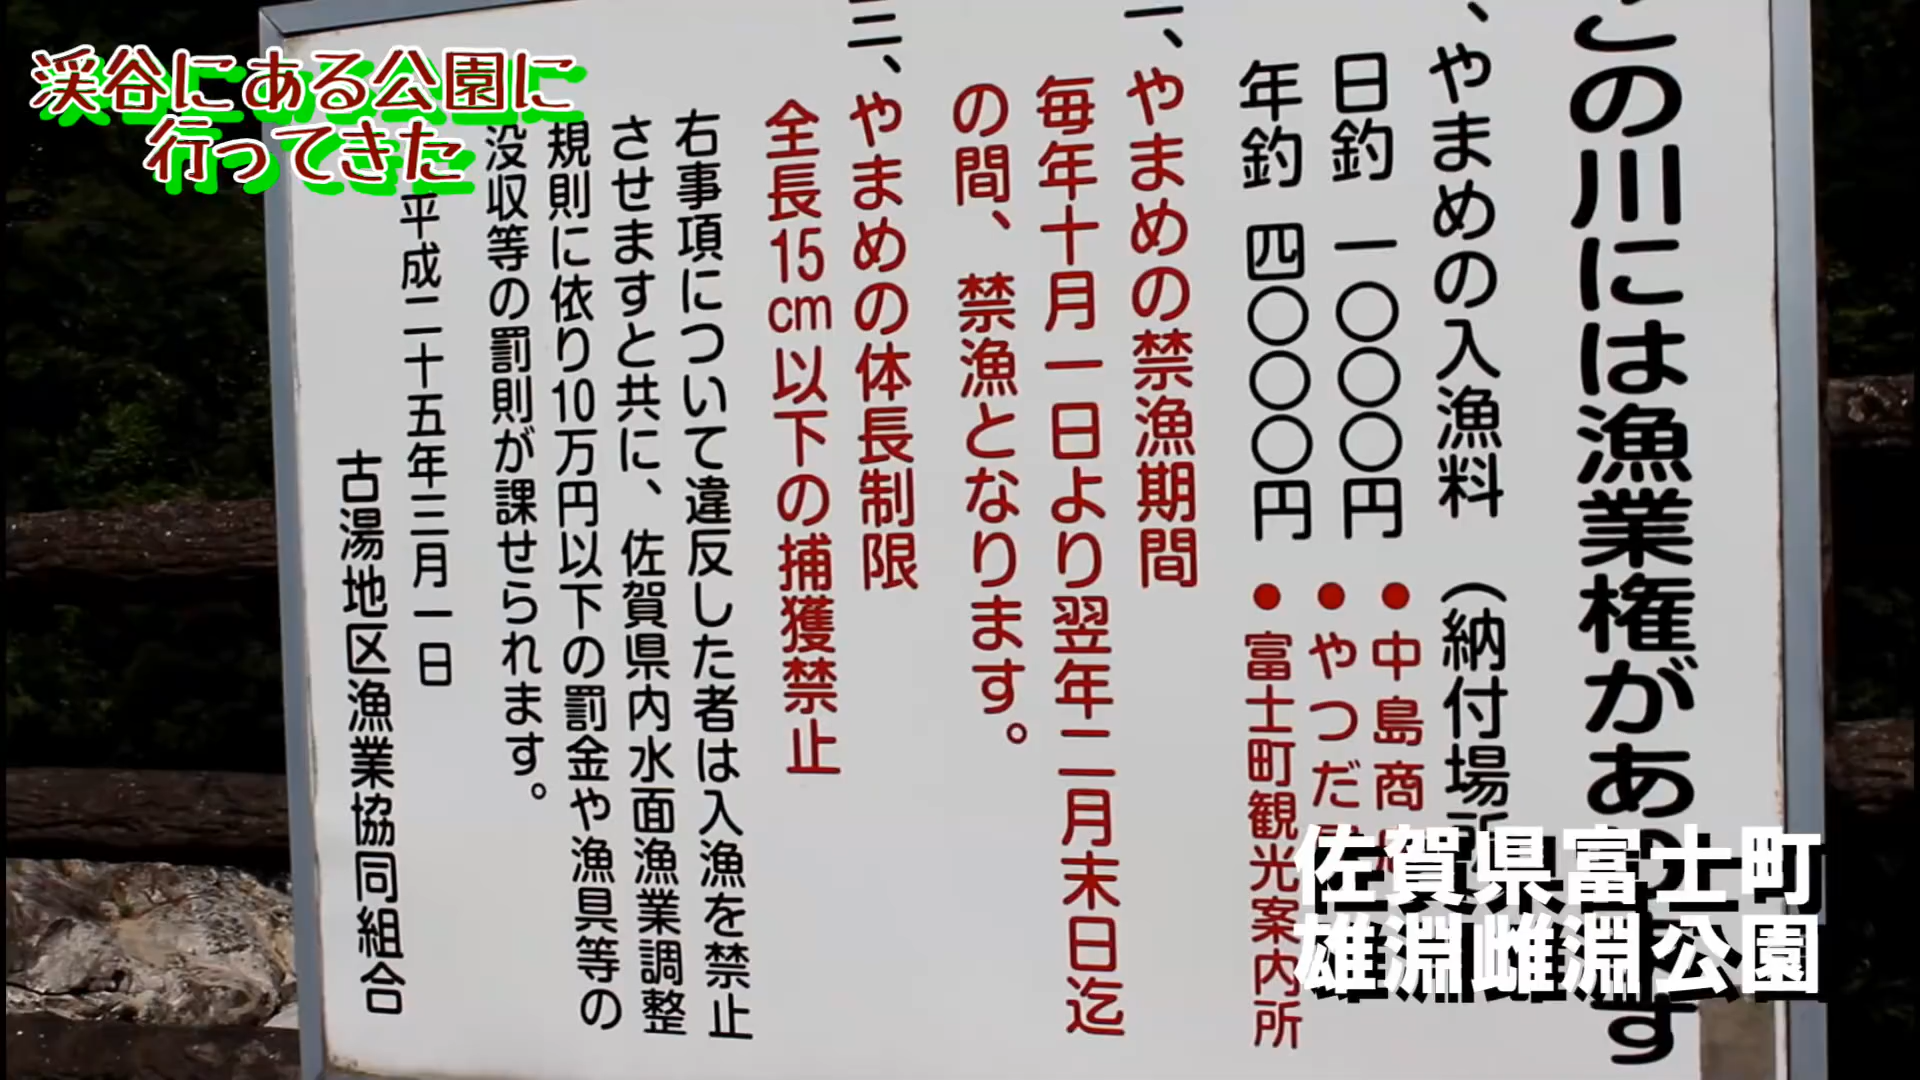 渓谷にある公園に
行ってきた
この川には漁業権があります
、やまめの入漁料 (納付場所
日釣 一〇〇〇円
年釣 四〇〇〇円
●中島商
●やつだ
●富士町観光案内所
二、やまめの禁漁期間
毎年十月一日より翌年二月末日迄
の間、禁漁となります。
三、やまめの体長制限
全長15cm以下の捕獲禁止
右事項について違反した者は入漁を禁止
させますと共に、佐賀県内水面漁業調整
規則に依り10万円以下の罰金や漁具等の
没収等の罰則が課せられます。
平成二十五年三月一日
古湯地区漁業協同組合
佐賀県富士町
雄淵雌淵公園